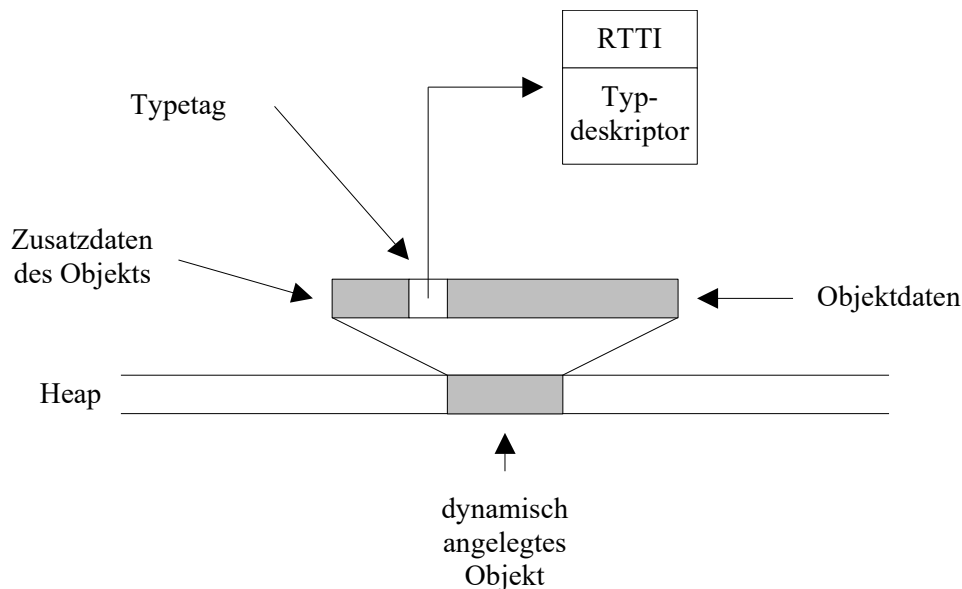 RTTI
Typ-
deskriptor
Typetag
Zusatzdaten
des Objekts
Objektdaten
Heap
dynamisch
angelegtes
Objekt